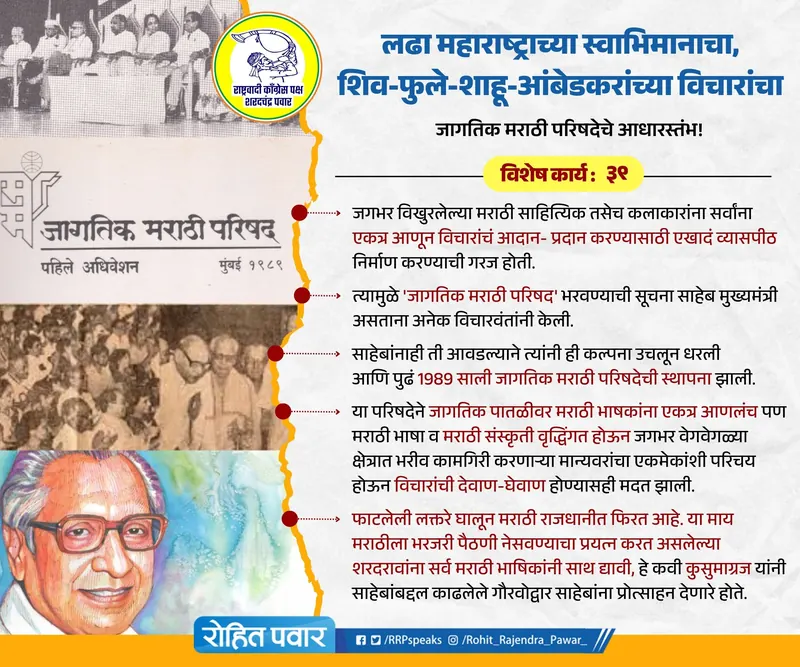 राष्ट्रवादी काँग्रेस पक्ष
शरदचंद्र पवार
लढा महाराष्ट्राच्या स्वाभिमानाचा,
शिव-फुले-शाहू-आंबेडकरांच्या विचारांचा
जागतिक मराठी परिषदेचे आधारस्तंभ!
विशेष कार्य : ३९
जागतिक मराठी परिषद
पहिले अधिवेशन मुंबई १९८९
जगभर विखुरलेल्या मराठी साहित्यिक तसेच कलाकारांना सर्वांना
एकत्र आणून विचारांचं आदान- प्रदान करण्यासाठी एखादं व्यासपीठ
निर्माण करण्याची गरज होती.
त्यामुळे 'जागतिक मराठी परिषद' भरवण्याची सूचना साहेब मुख्यमंत्री
असताना अनेक विचारवंतांनी केली.
साहेबांनाही ती आवडल्याने त्यांनी ही कल्पना उचलून धरली
आणि पुढं 1989 साली जागतिक मराठी परिषदेची स्थापना झाली.
या परिषदेने जागतिक पातळीवर मराठी भाषकांना एकत्र आणलंच पण
मराठी भाषा व मराठी संस्कृती वृद्धिंगत होऊन जगभर वेगवेगळ्या
क्षेत्रात भरीव कामगिरी करणाऱ्या मान्यवरांचा एकमेकांशी परिचय
होऊन विचारांची देवाण-घेवाण होण्यासही मदत झाली.
फाटलेली लक्तरे घालून मराठी राजधानीत फिरत आहे. या माय
मराठीला भरजरी पैठणी नेसवण्याचा प्रयत्न करत असलेल्या
शरदरावांना सर्व मराठी भाषिकांनी साथ द्यावी, हे कवी कुसुमाग्रज यांनी
साहेबांबद्दल काढलेले गौरवोद्गार साहेबांना प्रोत्साहन देणारे होते.
रोहित पवार
/RRPspeaks /Rohit_Rajendra_Pawar_